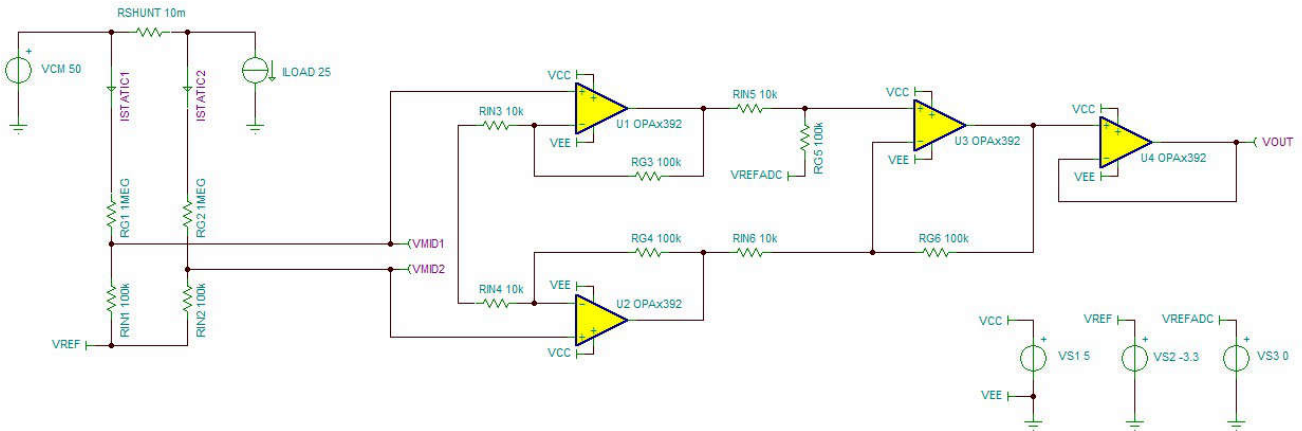 RSHUNT 10m
VCM 50
ISTATIC1
ISTATIC2
ILOAD 25
RG1 1MEG
RG2 1MEG
VMID1
VMID2
RIN1 100k
RIN2 100k
VREF
RIN3 10k
VCC
VEE
U1 OPAx392
RG3 100k
RIN5 10k
RG5 100k
VREFADC
VCC
VEE
U3 OPAx392
VCC
VEE
U4 OPAx392
VOUT
RG4 100k
RIN6 10k
RG6 100k
RIN4 10k
VEE
VCC
U2 OPAx392
VCC
VEE
VS1 5
VREF
VS2 -3.3
VREFADC
VS3 0